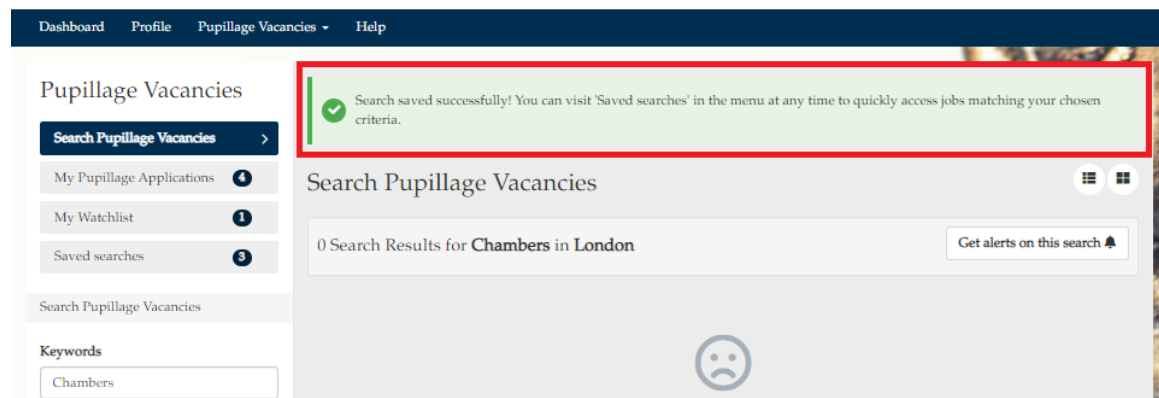 Dashboard Profile Pupillage Vacancies Help
Pupillage Vacancies
Search Pupillage Vacancies
My Pupillage Applications 4
My Watchlist 1
Saved searches 3
Search Pupillage Vacancies
Keywords
Chambers
Search saved successfully! You can visit 'Saved searches' in the menu at any time to quickly access jobs matching your chosen
criteria.
Search Pupillage Vacancies
0 Search Results for Chambers in London
Get alerts on this search